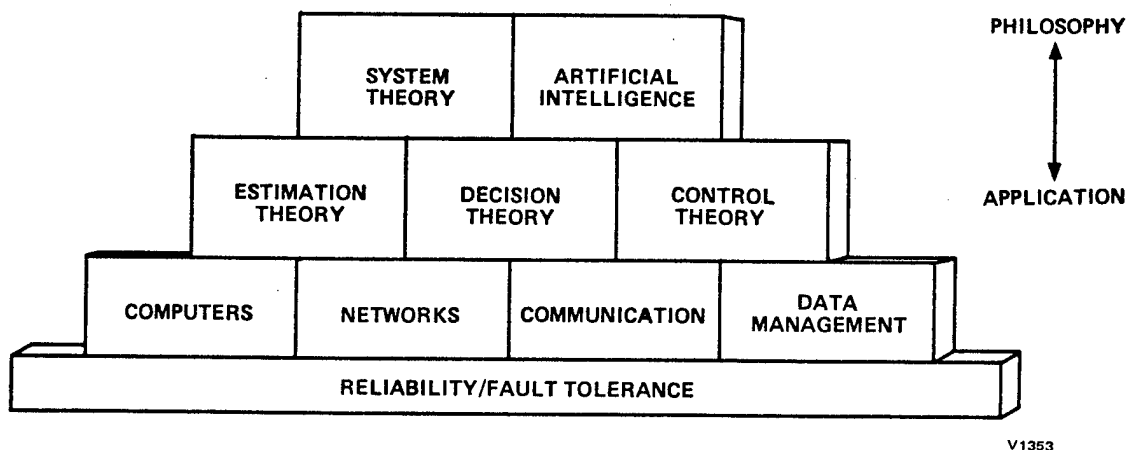 SYSTEM
THEORY
ARTIFICIAL
INTELLIGENCE
PHILOSOPHY
APPLICATION
ESTIMATION
THEORY
DECISION
THEORY
CONTROL
THEORY
COMPUTERS
NETWORKS
COMMUNICATION
DATA
MANAGEMENT
RELIABILITY/FAULT TOLERANCE
V1353